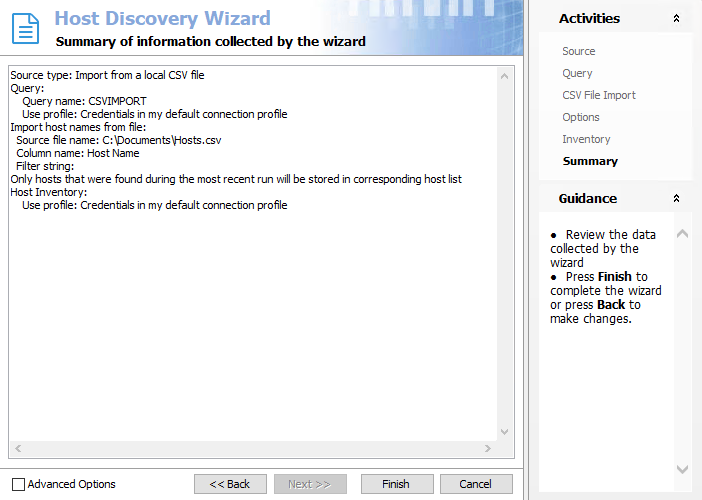 Host Discovery Wizard
Summary of information collected by the wizard
Source type: Import from a local CSV file
Query:
Query name: CSVIMPORT
Use profile: Credentials in my default connection profile
Import host names from file:
Source file name: C:\Documents\Hosts.csv
Column name: Host Name
Filter string:
Only hosts that were found during the most recent run will be stored in corresponding host list
Host Inventory:
Use profile: Credentials in my default connection profile
Advanced Options
<< Back
Next >>
Finish
Cancel
Activities
Source
Query
CSV File Import
Options
Inventory
Summary
Guidance
● Review the data
collected by the
wizard
● Press Finish to
complete the wizard
or press Back to
make changes.